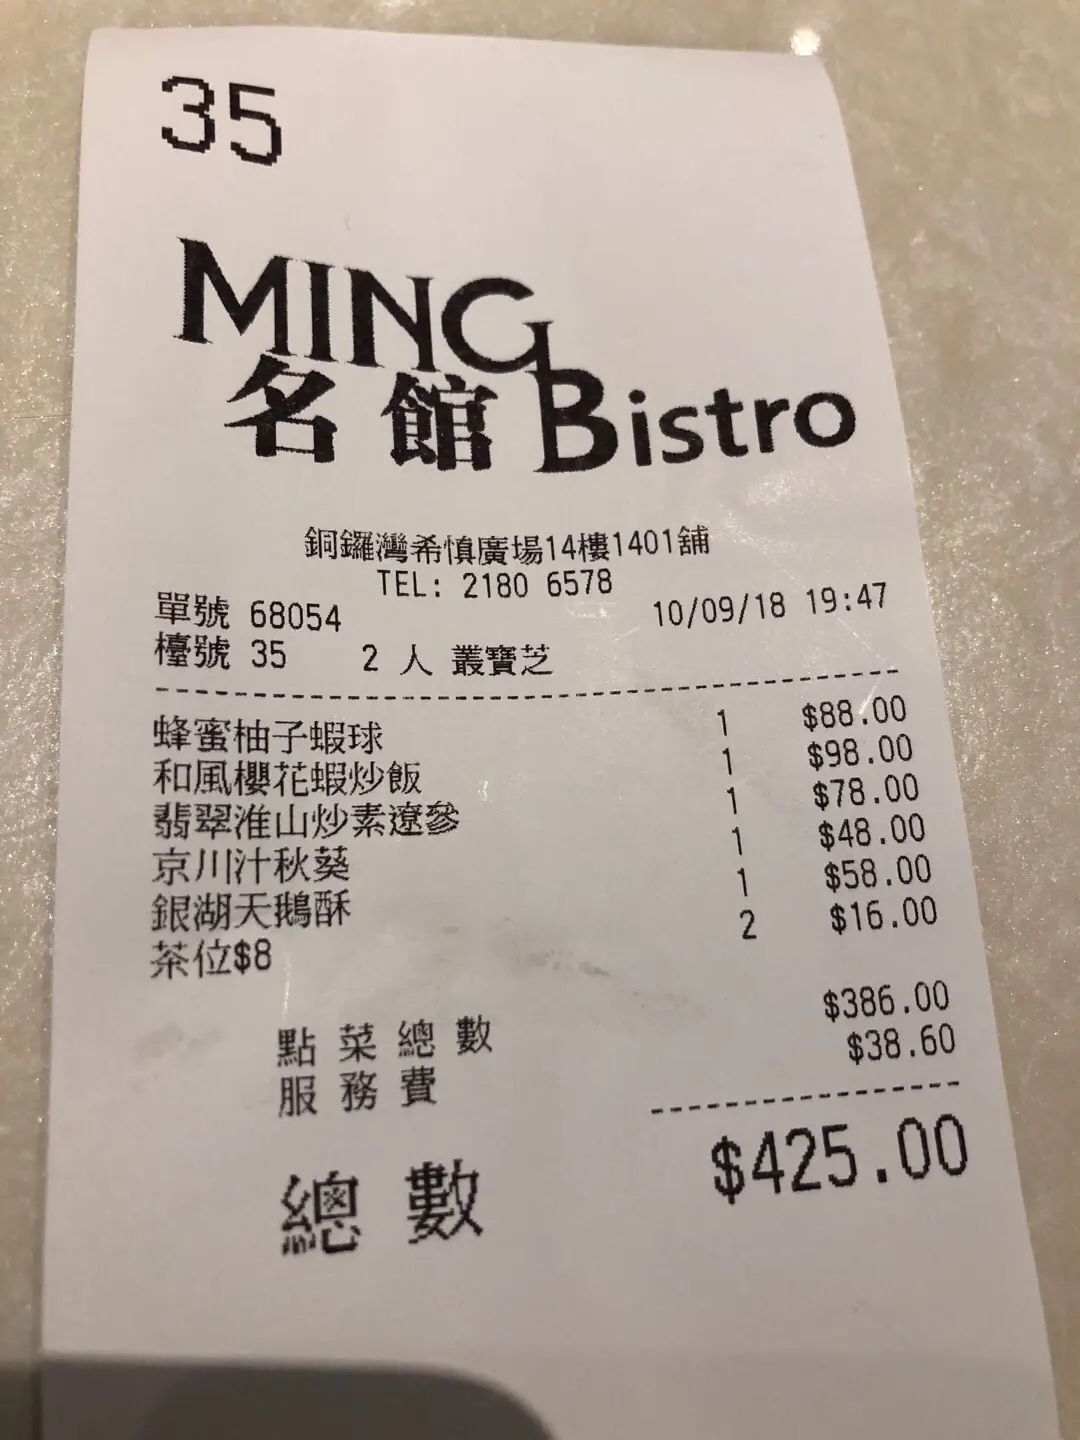 35
MING
名館 Bistro
銅鑼灣希慎廣場14樓1401舖
TEL: 2180 6578
單號 68054 10/09/18 19:47
檯號 35 2 人 叢寶芝
蜂蜜柚子蝦球 1 $88.00
和風櫻花蝦炒飯 1 $98.00
翡翠淮山炒素遼參 1 $78.00
京川汁秋葵 1 $48.00
銀湖天鵝酥 1 $58.00
茶位$8 2 $16.00
點菜總數 $386.00
服務費 $38.60
總數 $425.00